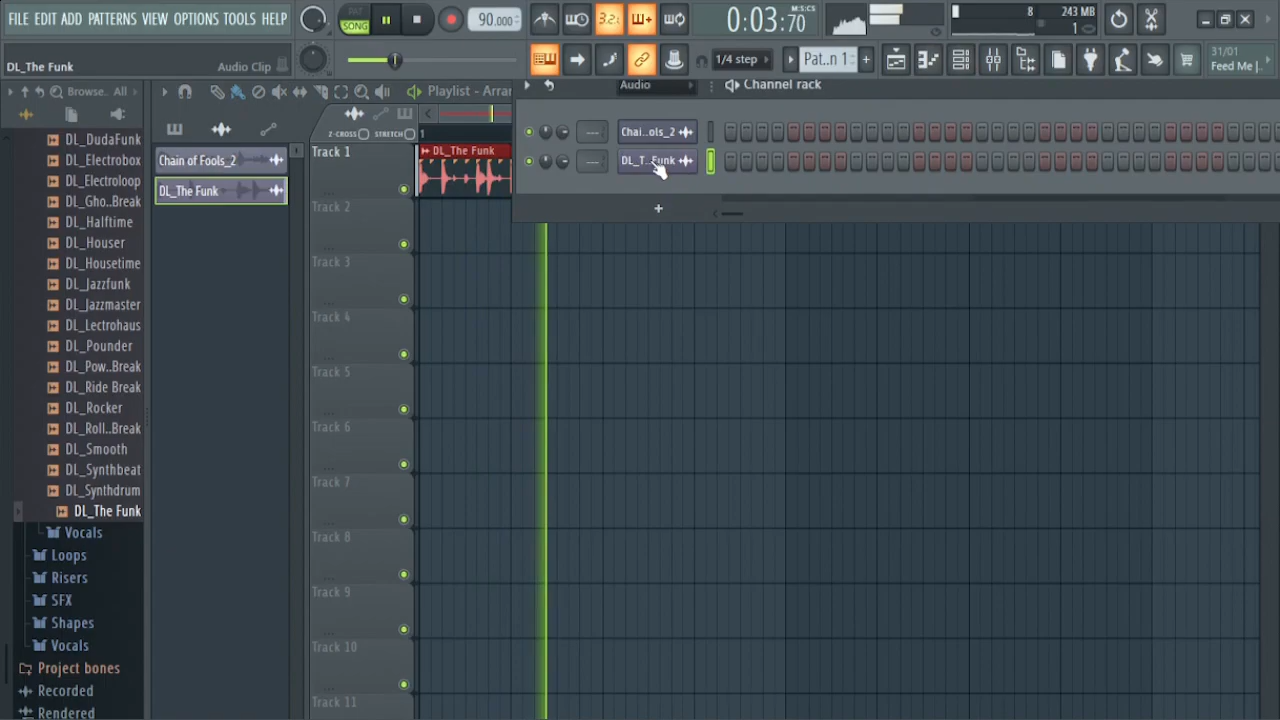 FILE EDIT ADD PATTERNS VIEW OPTIONS TOOLS HELP
PAT
SONG
90.000
3.2
0:03:70
M:S:CS
8
243 MB
1
DL_The Funk
Audio Clip
1/4 step
Pat..n 1
31/01
Feed Me |..
Browse..
All
Playlist - Arran
Audio
Channel rack
Z-CROSS
STRETCH
1
DL_DudaFunk
DL_Electrobox
DL_Electroloop
DL_Gho..Break
DL_Halftime
DL_Houser
DL_Housetime
DL_Jazzfunk
DL_Jazzmaster
DL_Lectrohaus
DL_Pounder
DL_Pow..Break
DL_Ride Break
DL_Rocker
DL_Roll..Break
DL_Smooth
DL_Synthbeat
DL_Synthdrum
DL_The Funk
Vocals
Loops
Risers
SFX
Shapes
Vocals
Project bones
Recorded
Rendered
Chain of Fools_2
DL_The Funk
Track 1
DL_The Funk
Track 2
Track 3
Track 4
Track 5
Track 6
Track 7
Track 8
Track 9
Track 10
Track 11
Chai..ols_2
DL_T..Funk